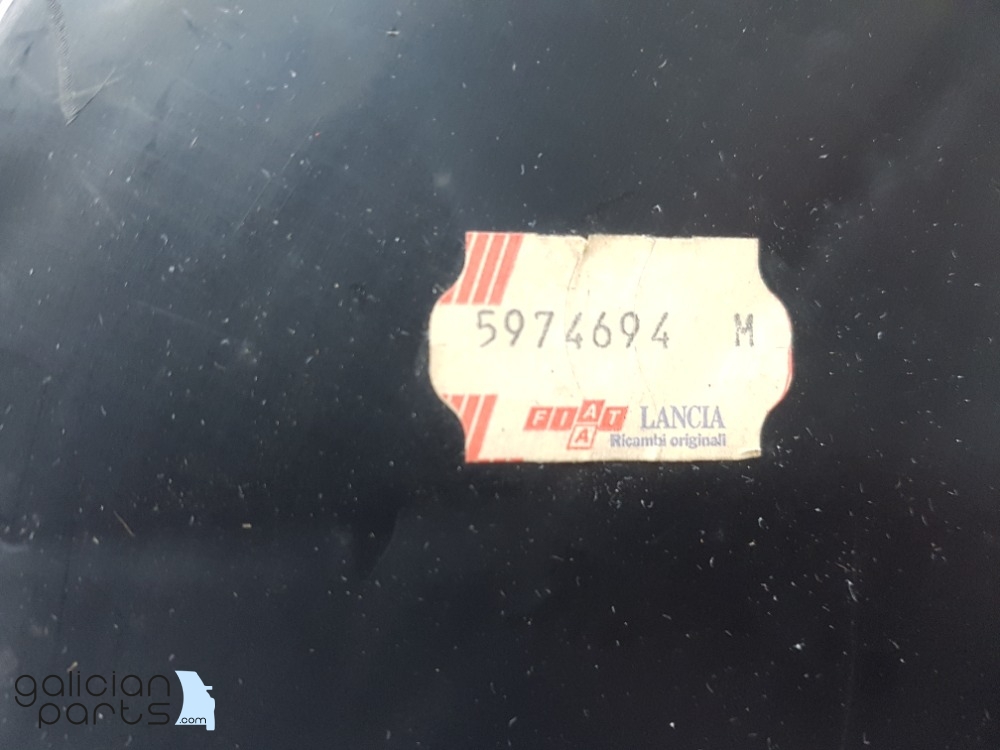 5974694 M
FIAT LANCIA
A
Ricambi originali
galician
parts.com